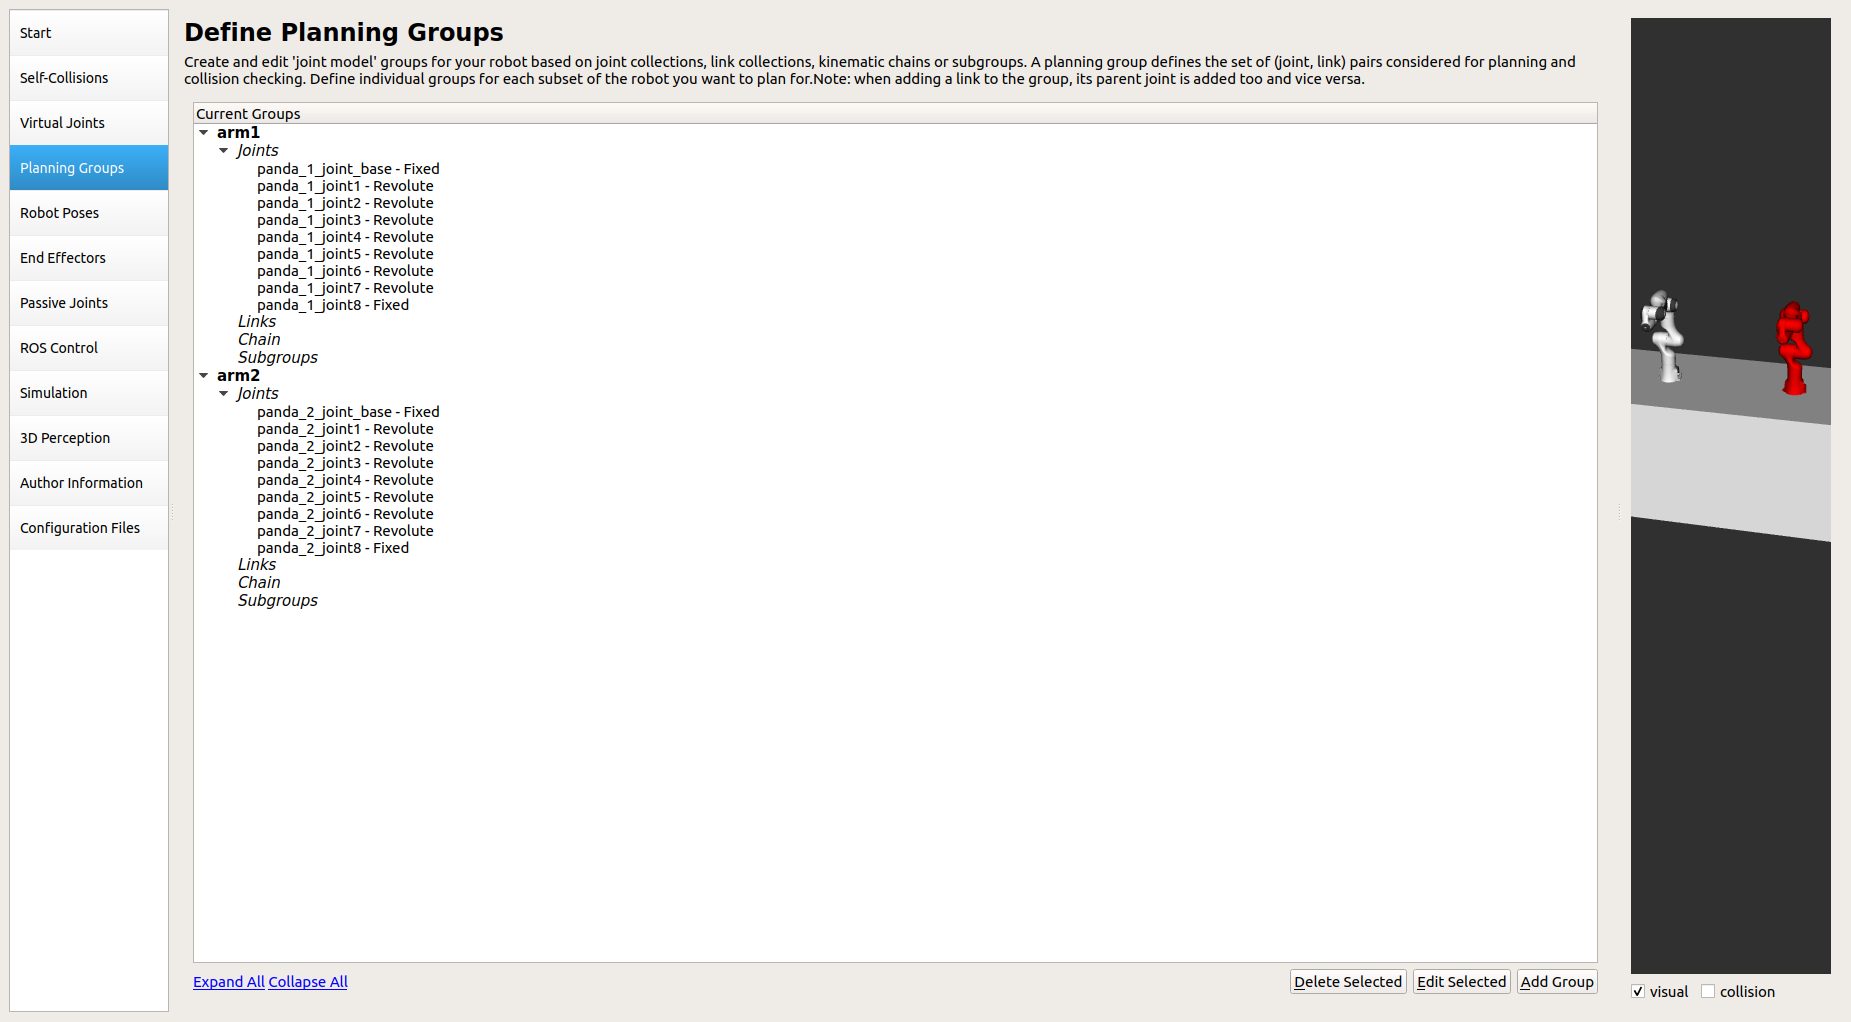 Start
Self-Collisions
Virtual Joints
Planning Groups
Robot Poses
End Effectors
Passive Joints
ROS Control
Simulation
3D Perception
Author Information
Configuration Files
Define Planning Groups
Create and edit 'joint model' groups for your robot based on joint collections, link collections, kinematic chains or subgroups. A planning group defines the set of (joint, link) pairs considered for planning and
collision checking. Define individual groups for each subset of the robot you want to plan for.Note: when adding a link to the group, its parent joint is added too and vice versa.
Current Groups
arm1
Joints
panda_1_joint_base - Fixed
panda_1_joint1 - Revolute
panda_1_joint2 - Revolute
panda_1_joint3 - Revolute
panda_1_joint4 - Revolute
panda_1_joint5 - Revolute
panda_1_joint6 - Revolute
panda_1_joint7 - Revolute
panda_1_joint8 - Fixed
Links
Chain
Subgroups
arm2
Joints
panda_2_joint_base - Fixed
panda_2_joint1 - Revolute
panda_2_joint2 - Revolute
panda_2_joint3 - Revolute
panda_2_joint4 - Revolute
panda_2_joint5 - Revolute
panda_2_joint6 - Revolute
panda_2_joint7 - Revolute
panda_2_joint8 - Fixed
Links
Chain
Subgroups
Expand All Collapse All
Delete Selected
Edit Selected
Add Group
visual
collision